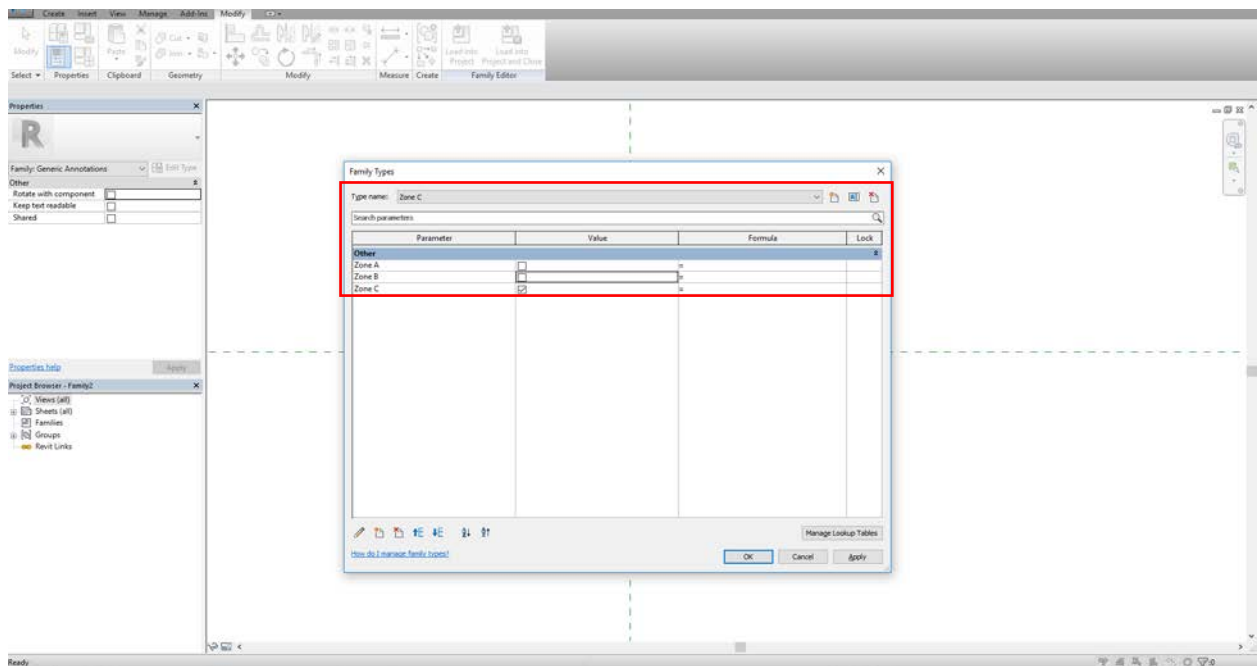 Create Insert View Manage Add-Ins Modify
Modify
Paste
Cut
Join
Load into Project
Load into Project and Close
Select Properties Clipboard Geometry Modify Measure Create Family Editor
Properties
R
Family: Generic Annotations Edit Type
Other
Rotate with component
Keep text readable
Shared
Properties help Apply
Project Browser - Family2
Views (all)
Sheets (all)
Families
Groups
Revit Links
Family Types
Type name: Zone C
Search parameters
Parameter Value Formula Lock
Other
Zone A =
Zone B =
Zone C =
Manage Lookup Tables
How do I manage family types?
OK Cancel Apply
Ready
:0